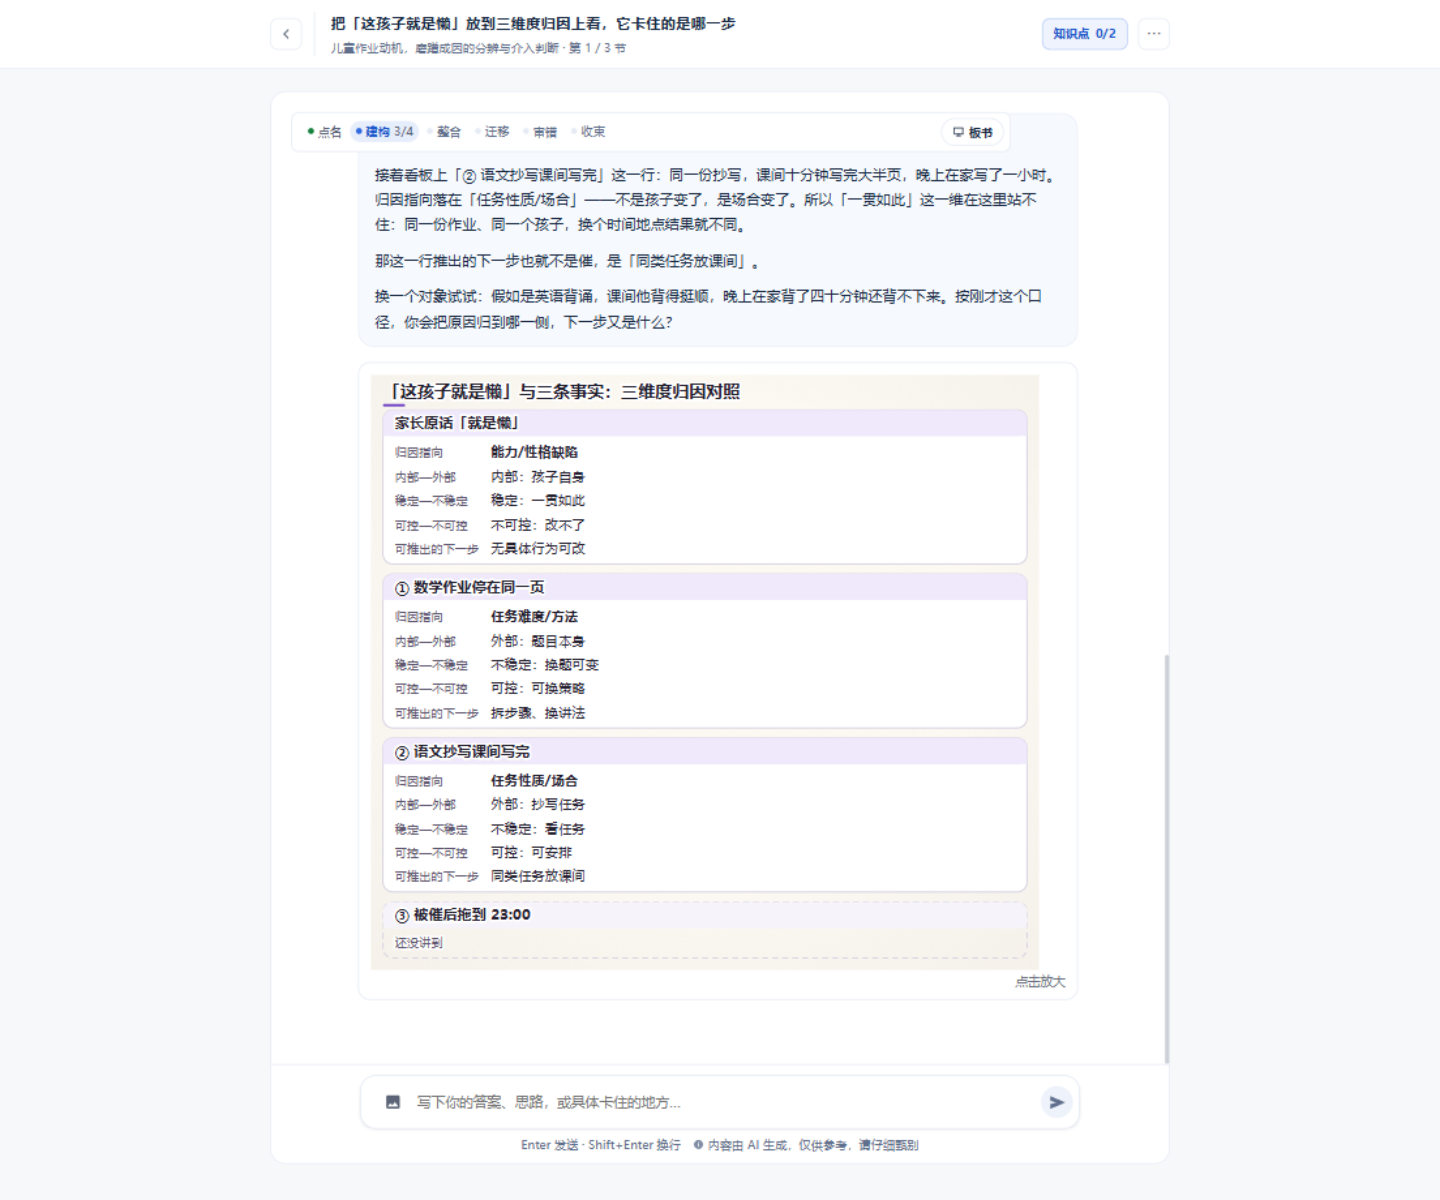 把「这孩子就是懒」放到三维度归因上看，它卡住的是哪一步
儿童作业动机，磨蹭成因的分辨与介入判断 · 第 1 / 3 节
知识点 0/2
点名
建构 3/4
整合
迁移
审错
收束
板书
接着看板上「② 语文抄写课间写完」这一行：同一份抄写，课间十分钟写完大半页，晚上在家写了一小时。
归因指向落在「任务性质/场合」——不是孩子变了，是场合变了。所以「一贯如此」这一维在这里站不
住：同一份作业、同一个孩子，换个时间地点结果就不同。
那这一行推出的下一步也就不是催，是「同类任务放课间」。
换一个对象试试：假如是英语背诵，课间他背得挺顺，晚上在家背了四十分钟还背不下来。按刚才这个口
径，你会把原因归到哪一侧，下一步又是什么？
「这孩子就是懒」与三条事实：三维度归因对照
家长原话「就是懒」
归因指向 能力/性格缺陷
内部—外部 内部：孩子自身
稳定—不稳定 稳定：一贯如此
可控—不可控 不可控：改不了
可推出的下一步 无具体行为可改
① 数学作业停在同一页
归因指向 任务难度/方法
内部—外部 外部：题目本身
稳定—不稳定 不稳定：换题可变
可控—不可控 可控：可换策略
可推出的下一步 拆步骤、换讲法
② 语文抄写课间写完
归因指向 任务性质/场合
内部—外部 外部：抄写任务
稳定—不稳定 不稳定：看任务
可控—不可控 可控：可安排
可推出的下一步 同类任务放课间
③ 被催后拖到 23:00
还没讲到
点击放大
写下你的答案、思路，或具体卡住的地方...
Enter 发送 · Shift+Enter 换行 内容由 AI 生成，仅供参考，请仔细甄别